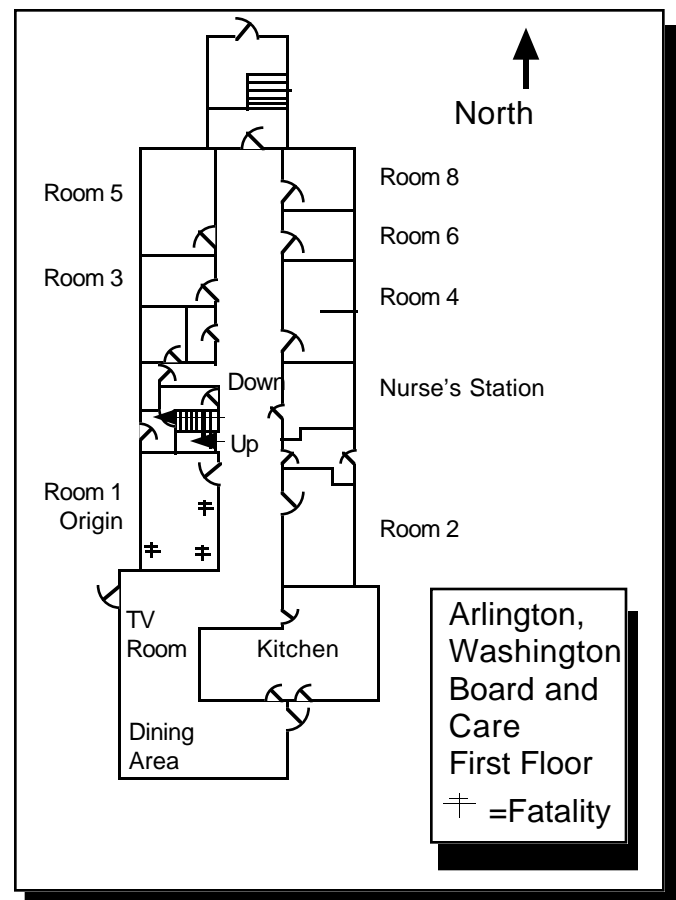 North
Room 5
Room 8
Room 6
Room 3
Room 4
Down
Nurse's Station
Up
Room 1
Origin
Room 2
TV
Room
Kitchen
Dining
Area
Arlington,
Washington
Board and
Care
First Floor
=Fatality